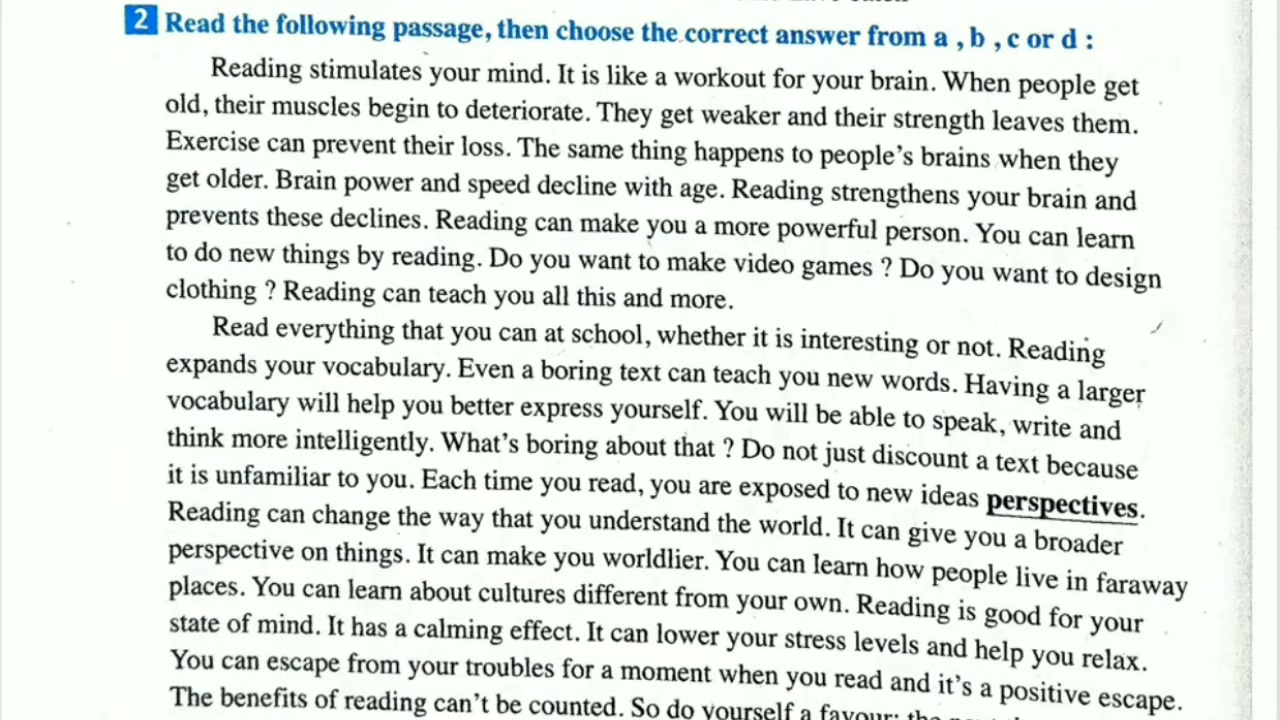 2 Read the following passage, then choose the correct answer from a , b , c or d :
Reading stimulates your mind. It is like a workout for your brain. When people get
old, their muscles begin to deteriorate. They get weaker and their strength leaves them.
Exercise can prevent their loss. The same thing happens to people's brains when they
get older. Brain power and speed decline with age. Reading strengthens your brain and
prevents these declines. Reading can make you a more powerful person. You can learn
to do new things by reading. Do you want to make video games ? Do you want to design
clothing ? Reading can teach you all this and more.
Read everything that you can at school, whether it is interesting or not. Reading
expands your vocabulary. Even a boring text can teach you new words. Having a larger
vocabulary will help you better express yourself. You will be able to speak, write and
think more intelligently. What's boring about that ? Do not just discount a text because
it is unfamiliar to you. Each time you read, you are exposed to new ideas perspectives.
Reading can change the way that you understand the world. It can give you a broader
perspective on things. It can make you worldlier. You can learn how people live in faraway
places. You can learn about cultures different from your own. Reading is good for your
state of mind. It has a calming effect. It can lower your stress levels and help you relax.
You can escape from your troubles for a moment when you read and it's a positive escape.
The benefits of reading can't be counted. So do yourself a favour: the